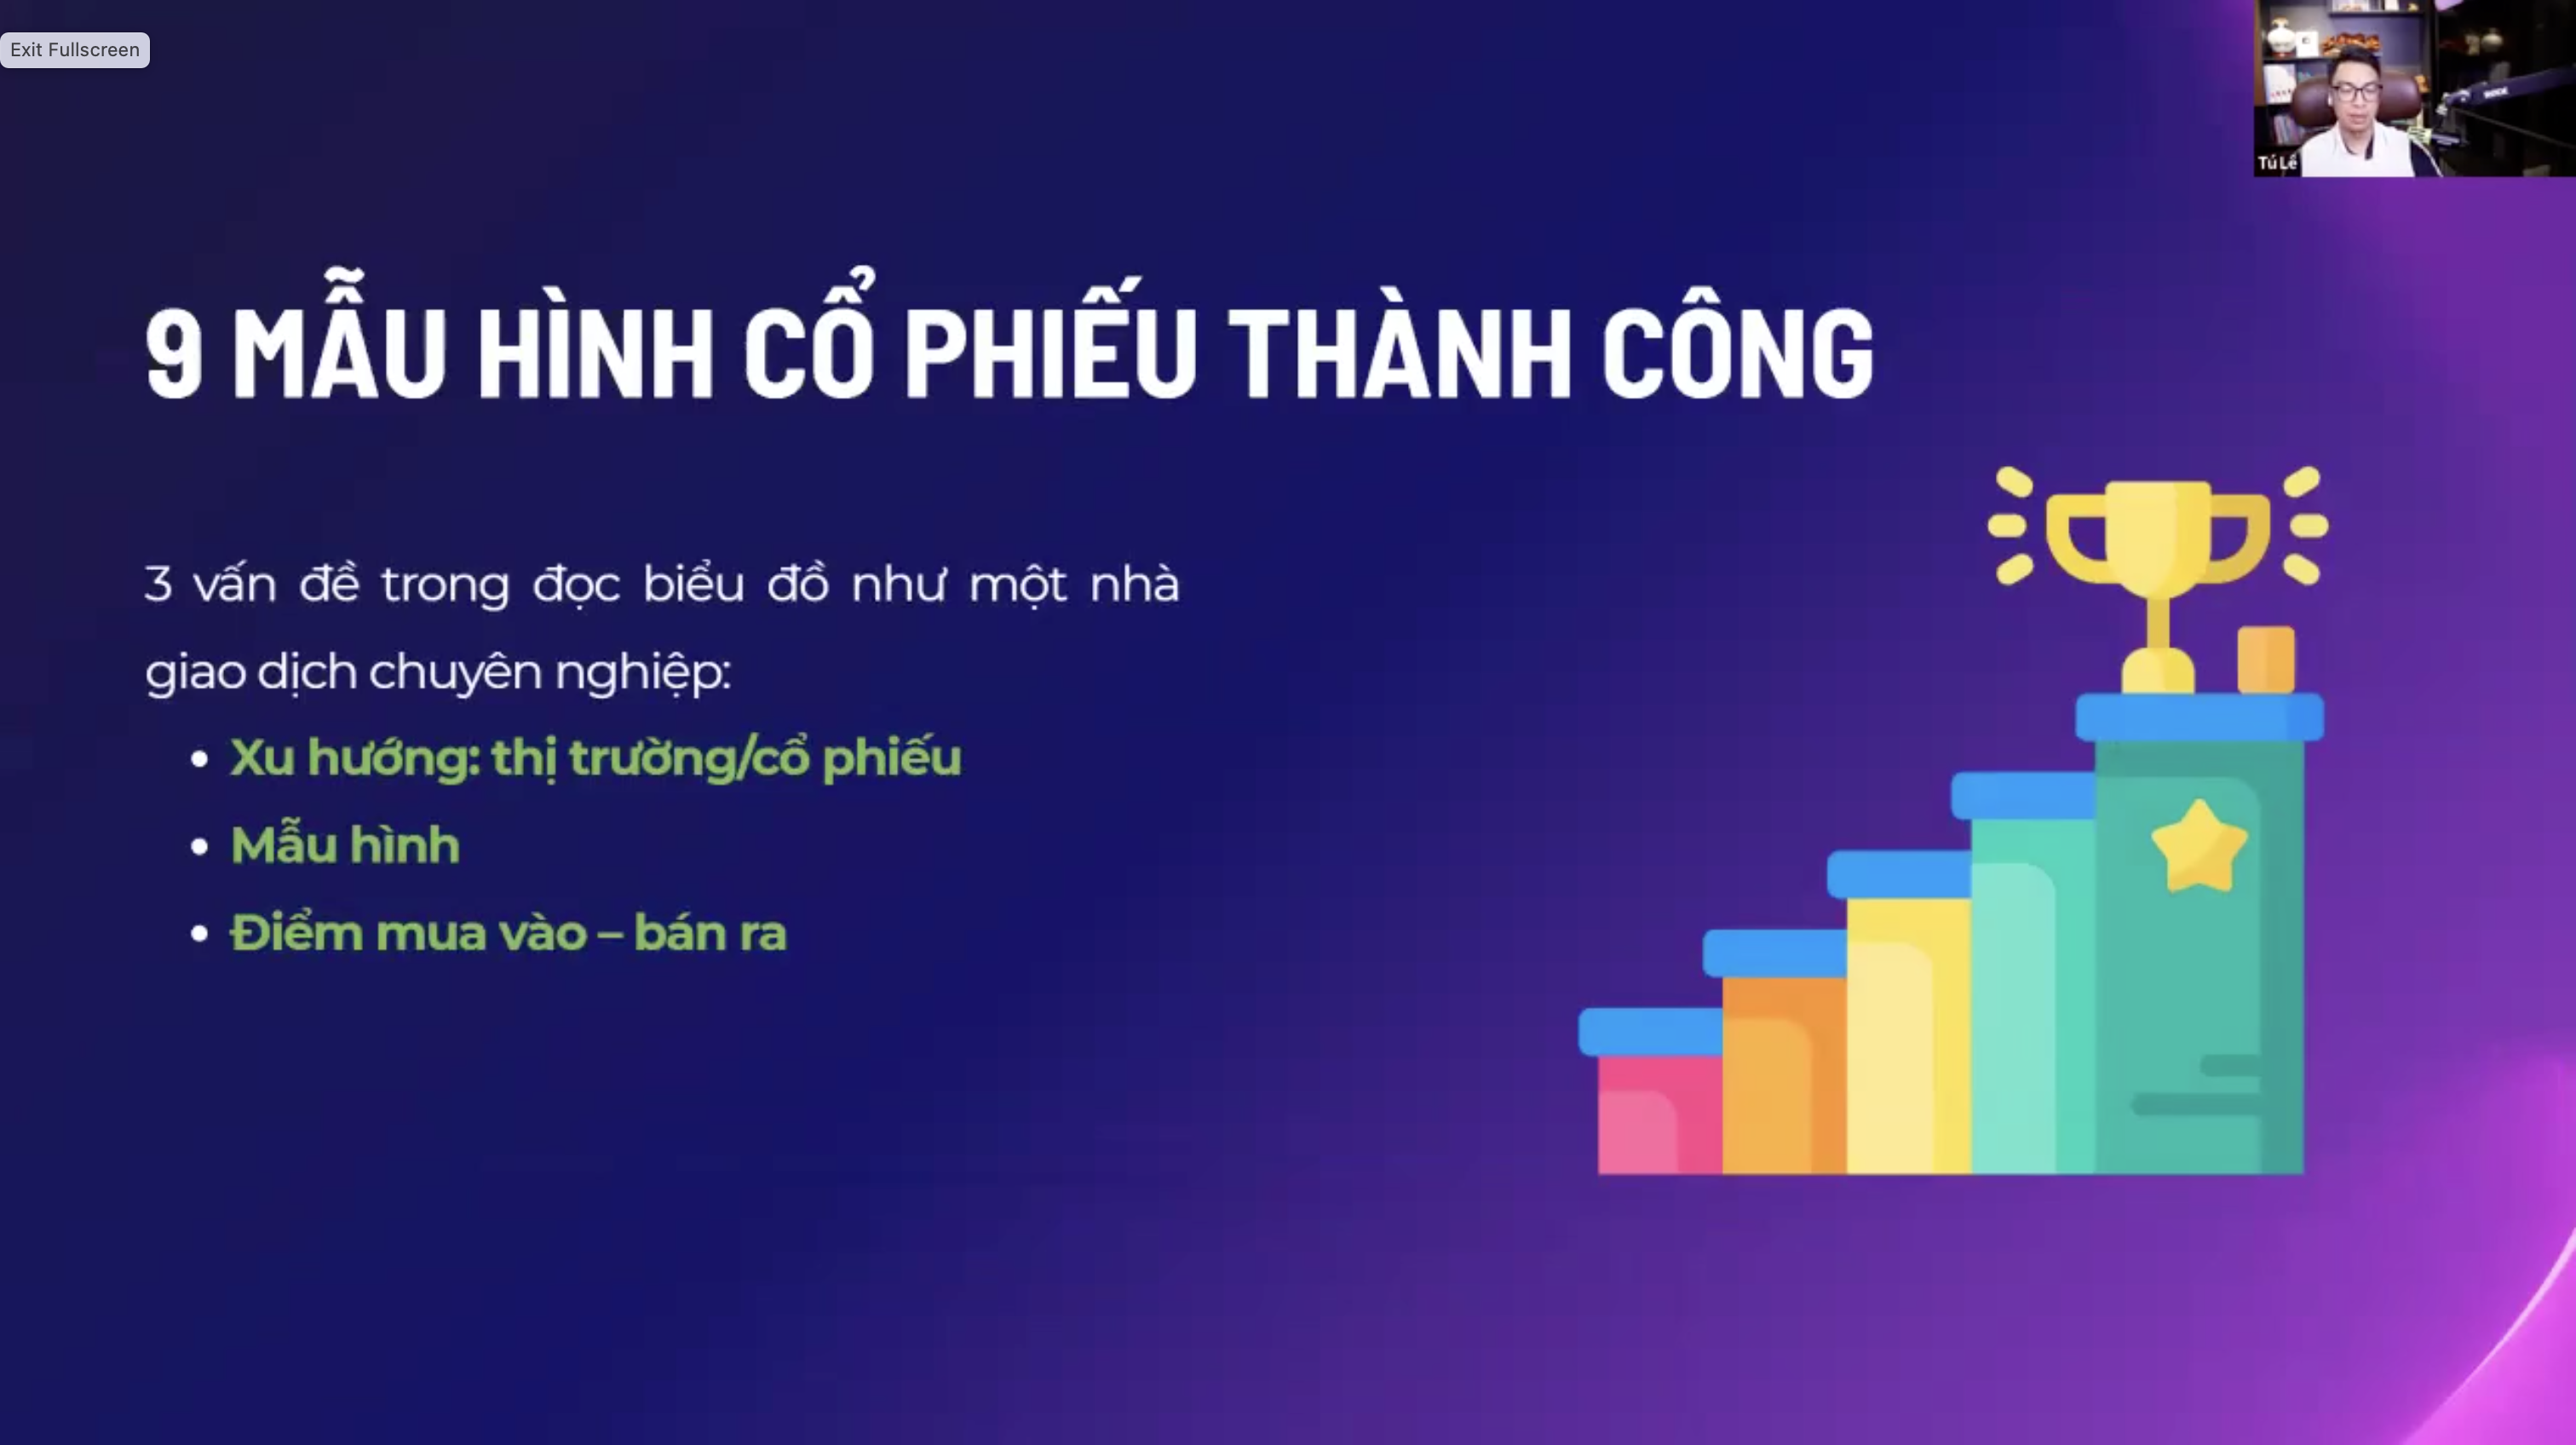 Exit Fullscreen
Tú Lê
9 MẪU HÌNH CỔ PHIẾU THÀNH CÔNG
3 vấn đề trong đọc biểu đồ như một nhà
giao dịch chuyên nghiệp:
• Xu hướng: thị trường/cổ phiếu
• Mẫu hình
• Điểm mua vào – bán ra